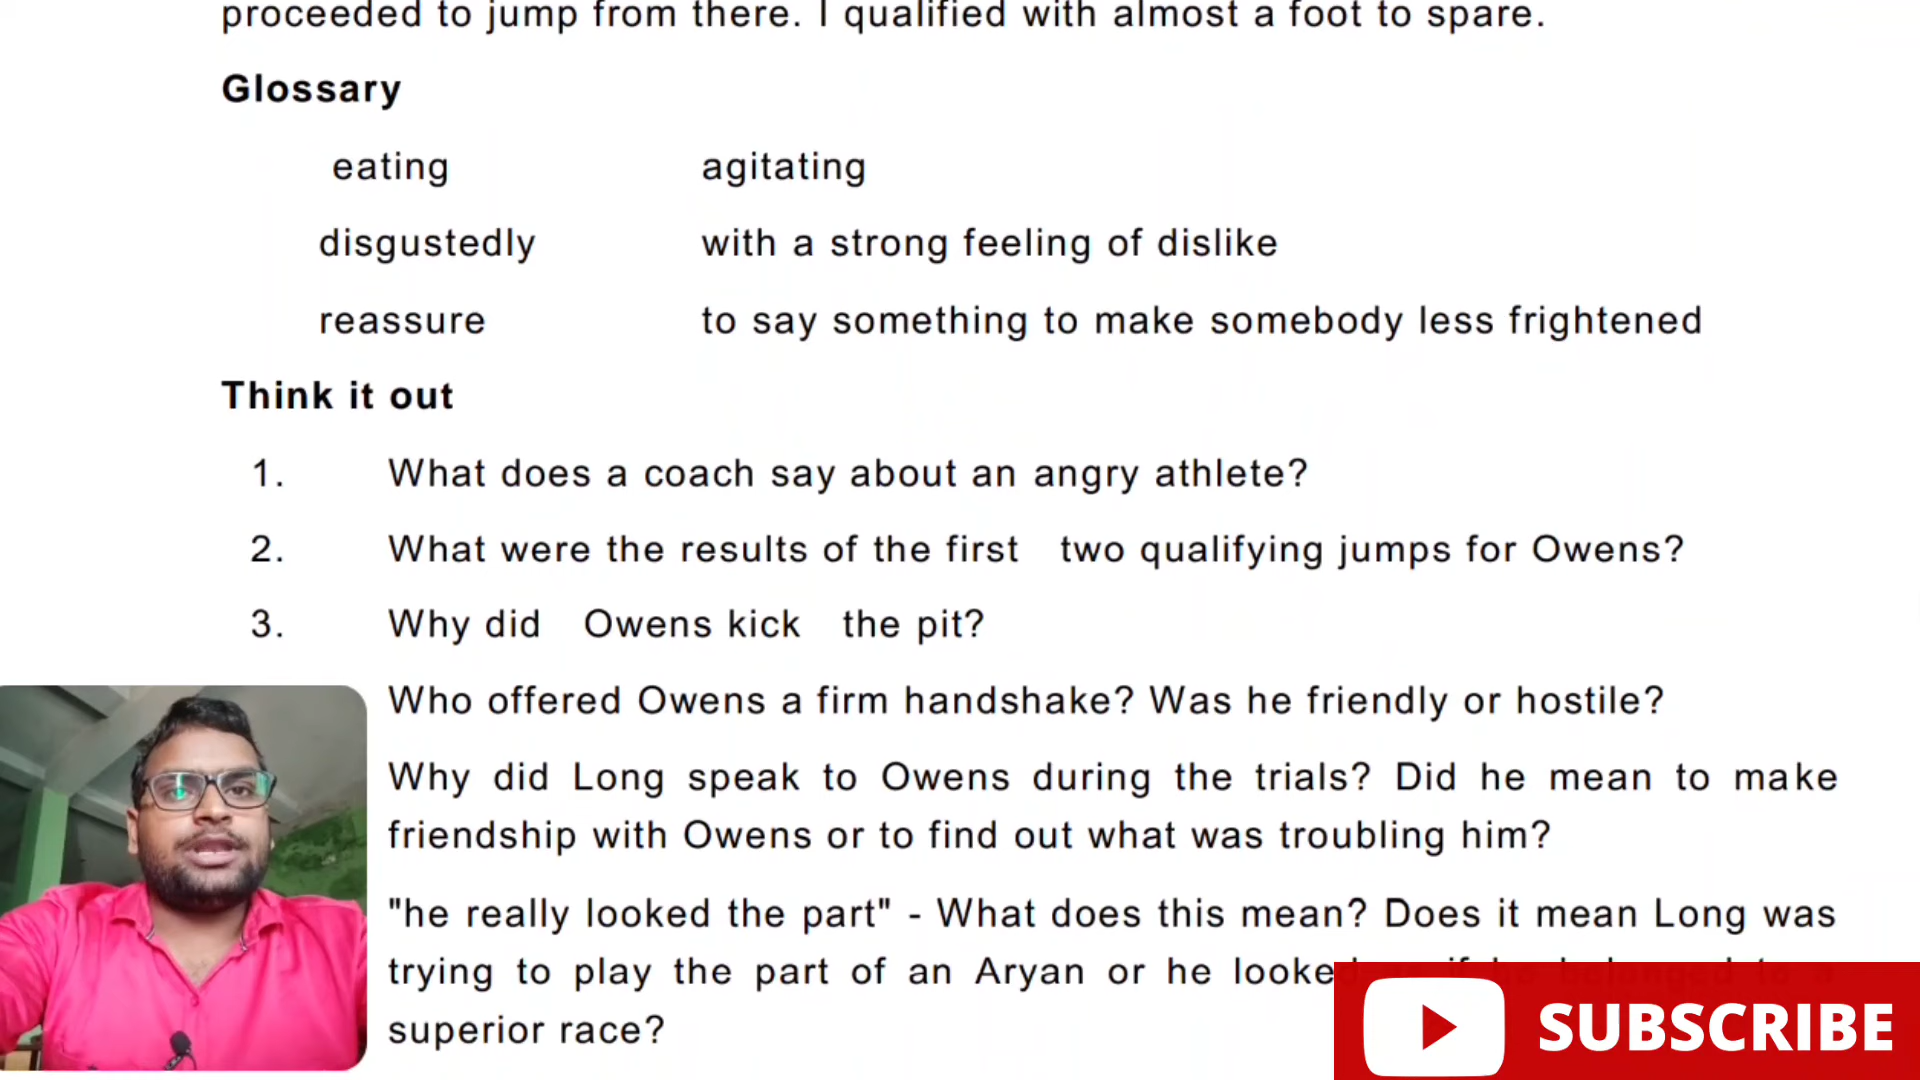 proceeded to jump from there. I qualified with almost a foot to spare.
Glossary
eating agitating
disgustedly with a strong feeling of dislike
reassure to say something to make somebody less frightened
Think it out
1. What does a coach say about an angry athlete?
2. What were the results of the first two qualifying jumps for Owens?
3. Why did Owens kick the pit?
Who offered Owens a firm handshake? Was he friendly or hostile?
Why did Long speak to Owens during the trials? Did he mean to make
friendship with Owens or to find out what was troubling him?
"he really looked the part" - What does this mean? Does it mean Long was
trying to play the part of an Aryan or he looked
superior race?
SUBSCRIBE